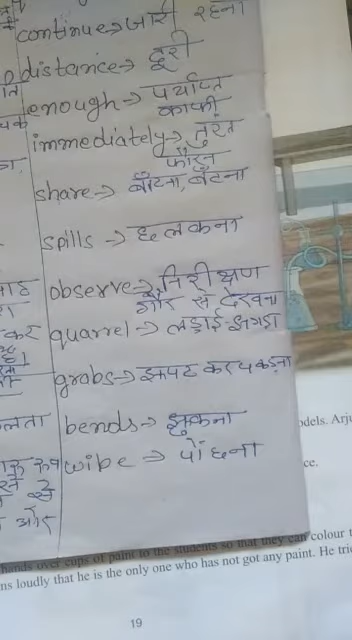 continue→जारी रहना
distance→ दूरी
enough→ पर्याप्त
काफी
immediately→ तुरंत
फौरन
share→ बाँटना, बँटना
spills→ छलकना
observe→ निरीक्षण
गौर से देखना
quarrel→ लड़ाई-झगड़ा
grabs→ झपट कर पकड़ना
bends→ झुकना
wibe→ पोंछना
लता
और
odels. Arj
ce.
hands over cups of paint to the students so that they can colour t
ns loudly that he is the only one who has not got any paint. He tri
19